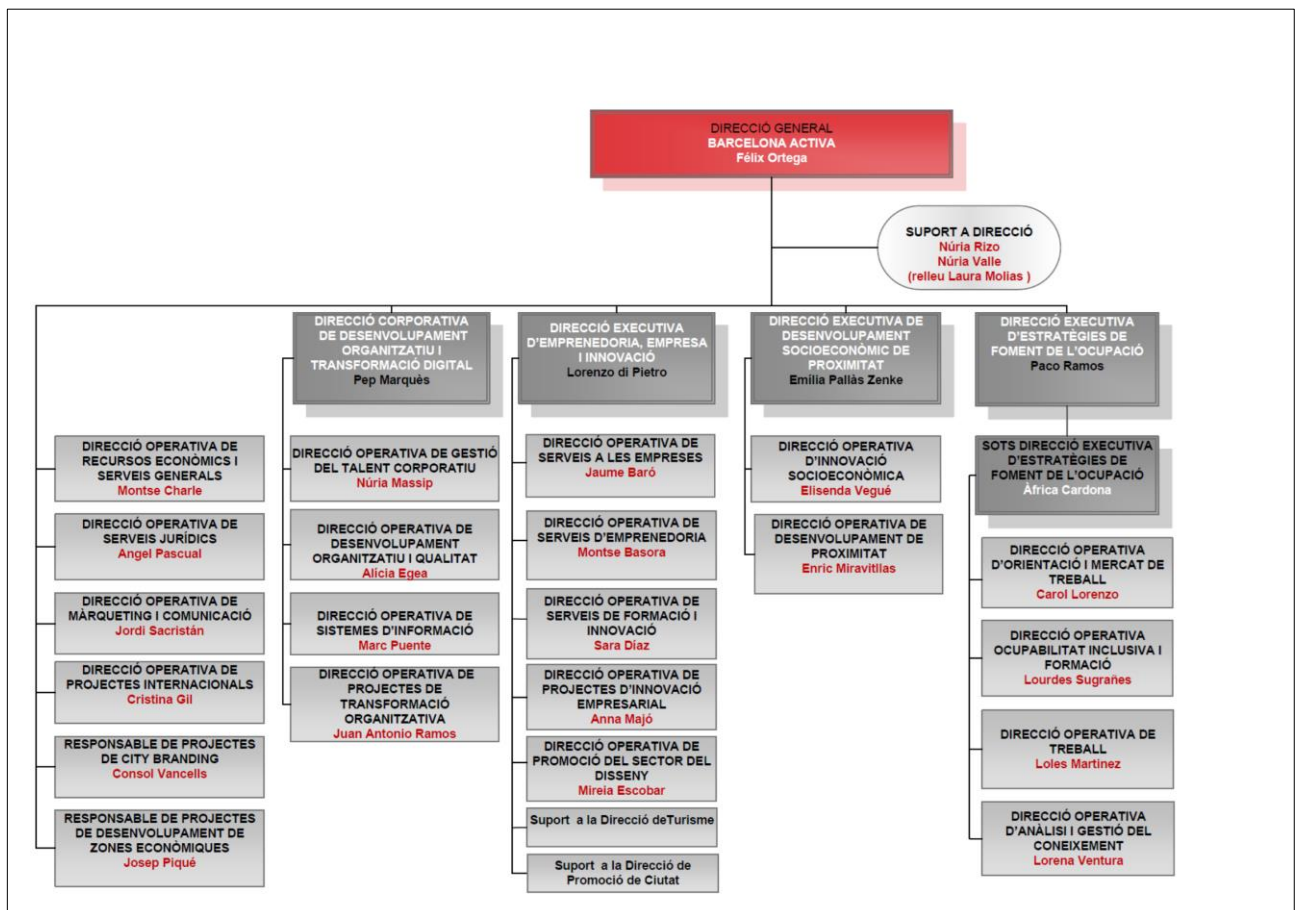 DIRECCIÓ GENERAL
BARCELONA ACTIVA
Félix Ortega
SUPORT A DIRECCIÓ
Núria Rizo
Núria Valle
(relleu Laura Molias )
DIRECCIÓ OPERATIVA DE
RECURSOS ECONÒMICS I
SERVEIS GENERALS
Montse Charle
DIRECCIÓ OPERATIVA DE
SERVEIS JURÍDICS
Angel Pascual
DIRECCIÓ OPERATIVA DE
MÀRQUETING I COMUNICACIÓ
Jordi Sacristán
DIRECCIÓ OPERATIVA DE
PROJECTES INTERNACIONALS
Cristina Gil
RESPONSABLE DE PROJECTES
DE CITY BRANDING
Consol Vancells
RESPONSABLE DE PROJECTES
DE DESENVOLUPAMENT DE
ZONES ECONÒMIQUES
Josep Piqué
DIRECCIÓ CORPORATIVA
DE DESENVOLUPAMENT
ORGANITZATIU I
TRANSFORMACIÓ DIGITAL
Pep Marquès
DIRECCIÓ OPERATIVA DE GESTIÓ
DEL TALENT CORPORATIU
Núria Massip
DIRECCIÓ OPERATIVA DE
DESENVOLUPAMENT
ORGANITZATIU I QUALITAT
Alícia Egea
DIRECCIÓ OPERATIVA DE
SISTEMES D'INFORMACIÓ
Marc Puente
DIRECCIÓ OPERATIVA DE
PROJECTES DE
TRANSFORMACIÓ
ORGANITZATIVA
Juan Antonio Ramos
DIRECCIÓ EXECUTIVA
D'EMPRENEDORIA, EMPRESA
I INNOVACIÓ
Lorenzo di Pietro
DIRECCIÓ OPERATIVA DE
SERVEIS A LES EMPRESES
Jaume Baró
DIRECCIÓ OPERATIVA DE
SERVEIS D'EMPRENEDORIA
Montse Basora
DIRECCIÓ OPERATIVA DE
SERVEIS DE FORMACIÓ I
INNOVACIÓ
Sara Díaz
DIRECCIÓ OPERATIVA DE
PROJECTES D'INNOVACIÓ
EMPRESARIAL
Anna Majó
DIRECCIÓ OPERATIVA DE
PROMOCIÓ DEL SECTOR DEL
DISSENY
Mireia Escobar
Suport a la Direcció deTurisme
Suport a la Direcció de
Promoció de Ciutat
DIRECCIÓ EXECUTIVA DE
DESENVOLUPAMENT
SOCIOECONÒMIC DE
PROXIMITAT
Emília Pallàs Zenke
DIRECCIÓ OPERATIVA
D'INNOVACIÓ
SOCIOECONÒMICA
Elisenda Vegué
DIRECCIÓ OPERATIVA DE
DESENVOLUPAMENT DE
PROXIMITAT
Enric Miravitllas
DIRECCIÓ EXECUTIVA
D'ESTRATÈGIES DE
FOMENT DE L'OCUPACIÓ
Paco Ramos
SOTS DIRECCIÓ EXECUTIVA
D'ESTRATÈGIES DE
FOMENT DE L'OCUPACIÓ
Àfrica Cardona
DIRECCIÓ OPERATIVA
D'ORIENTACIÓ I MERCAT DE
TREBALL
Carol Lorenzo
DIRECCIÓ OPERATIVA
OCUPABILITAT INCLUSIVA I
FORMACIÓ
Lourdes Sugrañes
DIRECCIÓ OPERATIVA DE
TREBALL
Loles Martinez
DIRECCIÓ OPERATIVA
D'ANÀLISI I GESTIÓ DEL
CONEIXEMENT
Lorena Ventura